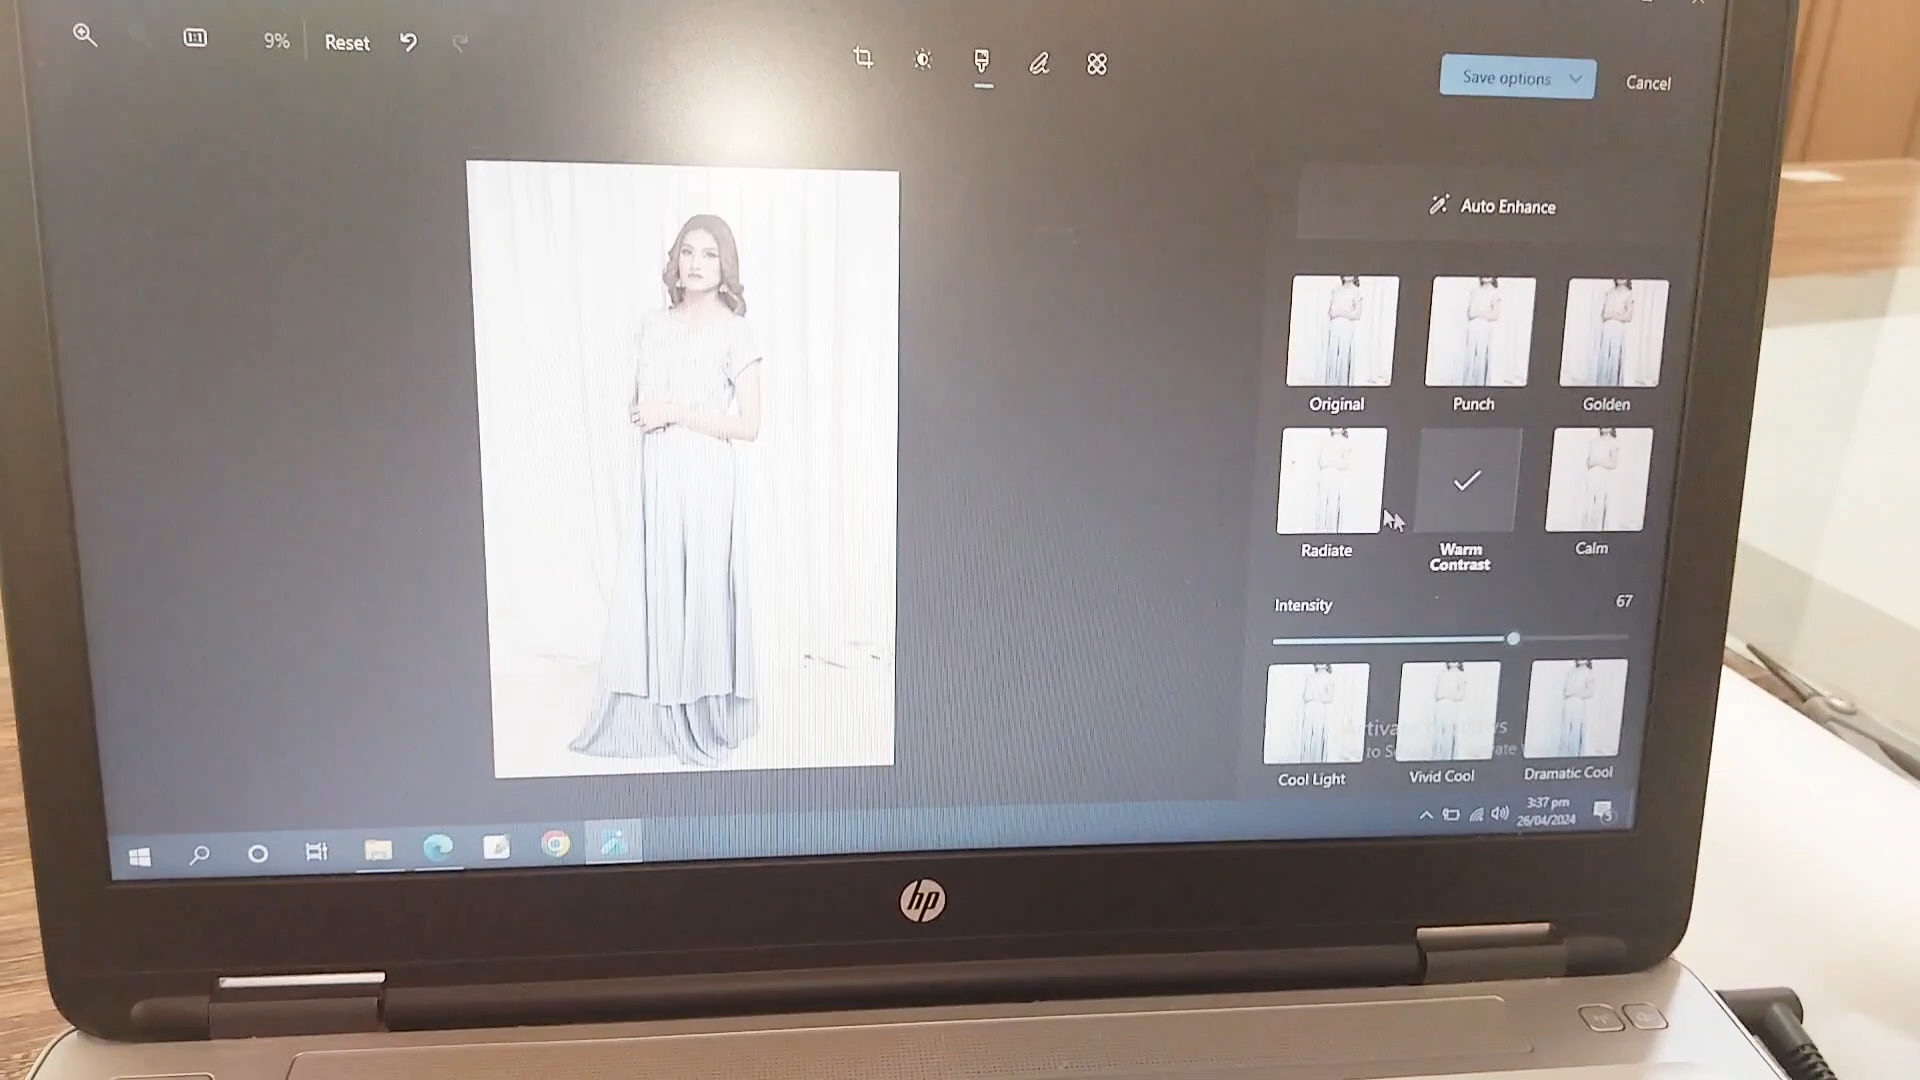 9%
Reset
Save options
Cancel
Auto Enhance
Original
Punch
Golden
Radiate
Warm
Contrast
Calm
Intensity
67
Cool Light
Vivid Cool
Dramatic Cool
3:37 pm
26/04/2024
hp